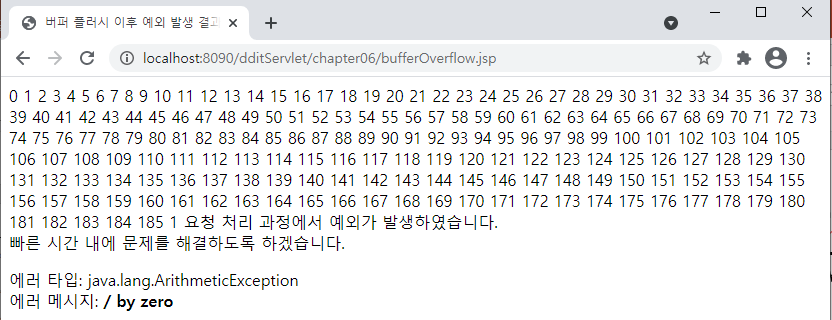 버퍼 플러시 이후 예외 발생 결과
localhost:8090/dditServlet/chapter06/bufferOverflow.jsp
0 1 2 3 4 5 6 7 8 9 10 11 12 13 14 15 16 17 18 19 20 21 22 23 24 25 26 27 28 29 30 31 32 33 34 35 36 37 38
39 40 41 42 43 44 45 46 47 48 49 50 51 52 53 54 55 56 57 58 59 60 61 62 63 64 65 66 67 68 69 70 71 72 73
74 75 76 77 78 79 80 81 82 83 84 85 86 87 88 89 90 91 92 93 94 95 96 97 98 99 100 101 102 103 104 105
106 107 108 109 110 111 112 113 114 115 116 117 118 119 120 121 122 123 124 125 126 127 128 129 130
131 132 133 134 135 136 137 138 139 140 141 142 143 144 145 146 147 148 149 150 151 152 153 154 155
156 157 158 159 160 161 162 163 164 165 166 167 168 169 170 171 172 173 174 175 176 177 178 179 180
181 182 183 184 185 1 요청 처리 과정에서 예외가 발생하였습니다.
빠른 시간 내에 문제를 해결하도록 하겠습니다.
에러 타입: java.lang.ArithmeticException
에러 메시지: / by zero